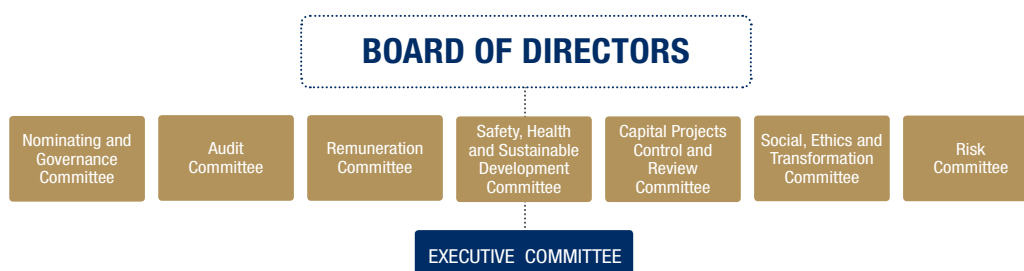 BOARD OF DIRECTORS
Nominating and
Governance
Committee
Audit
Committee
Remuneration
Committee
Safety, Health
and Sustainable
Development
Committee
Capital Projects
Control and
Review
Committee
Social, Ethics and
Transformation
Committee
Risk
Committee
EXECUTIVE COMMITTEE